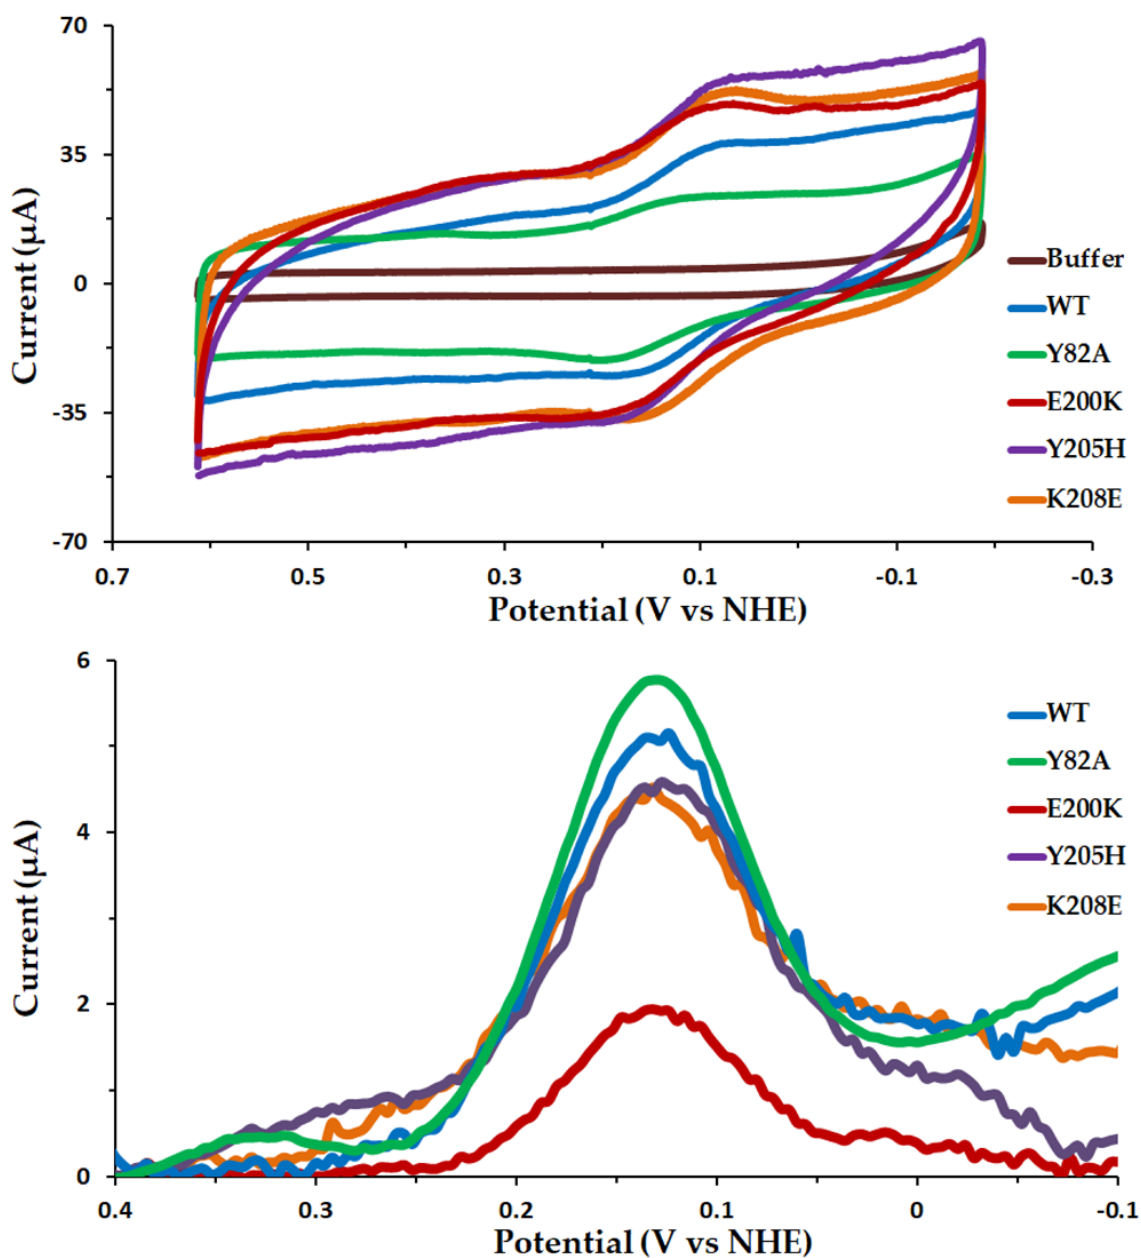 70
35
0
-35
-70
Current (µA)
0.7
0.5
0.3
0.1
-0.1
-0.3
Potential (V vs NHE)
Buffer
WT
Y82A
E200K
Y205H
K208E
6
4
2
0
Current (µA)
0.4
0.3
0.2
0.1
0
-0.1
Potential (V vs NHE)
WT
Y82A
E200K
Y205H
K208E